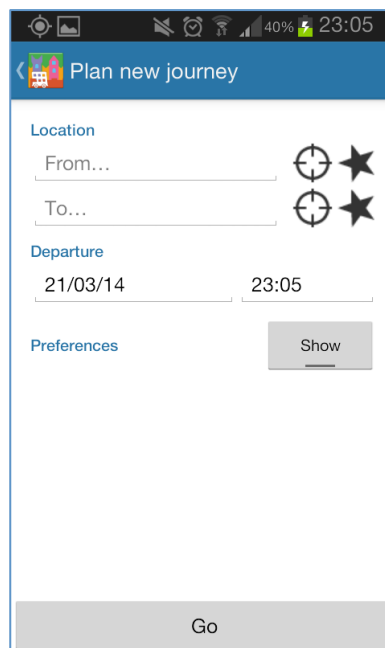 40% 23:05
Plan new journey
Location
From...
To...
Departure
21/03/14 23:05
Preferences Show
Go